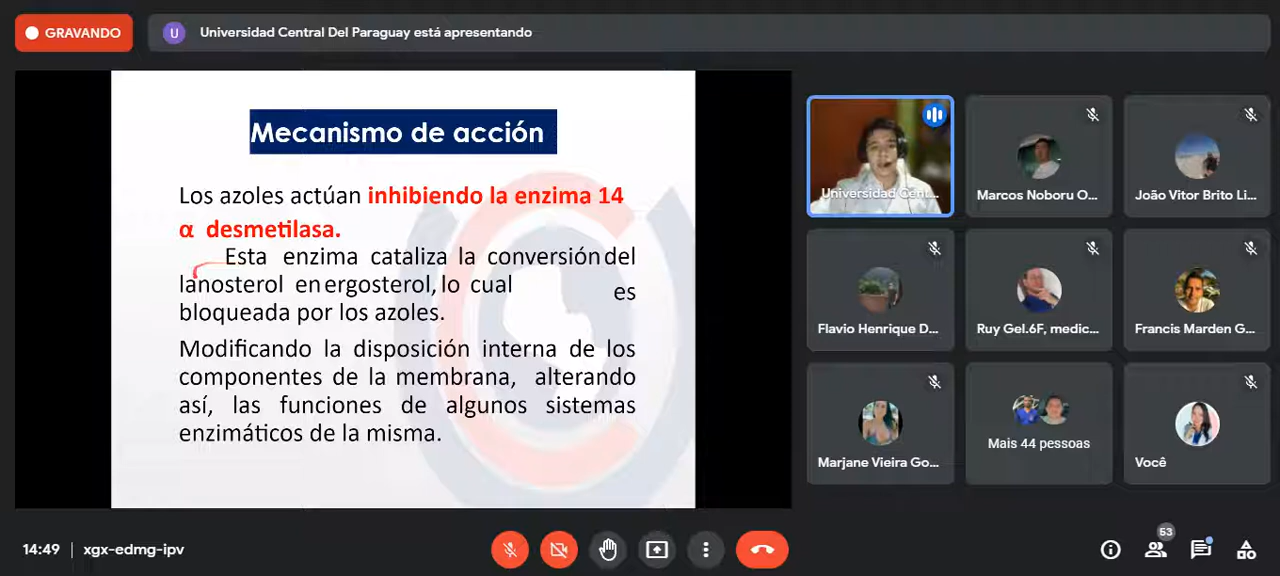 GRAVANDO
U
Universidad Central Del Paraguay está apresentando
Mecanismo de acción
Los azoles actúan inhibiendo la enzima 14
α desmetilasa.
Esta enzima cataliza la conversión del
lanosterol en ergosterol, lo cual es
bloqueada por los azoles.
Modificando la disposición interna de los
componentes de la membrana, alterando
así, las funciones de algunos sistemas
enzimáticos de la misma.
Universidad Cent...
Marcos Noboru O...
João Vitor Brito Li...
Flavio Henrique D...
Ruy Gel.6F, medic...
Francis Marden G...
Marjane Vieira Go...
Mais 44 pessoas
Você
14:49 | xgx-edmg-ipv
53